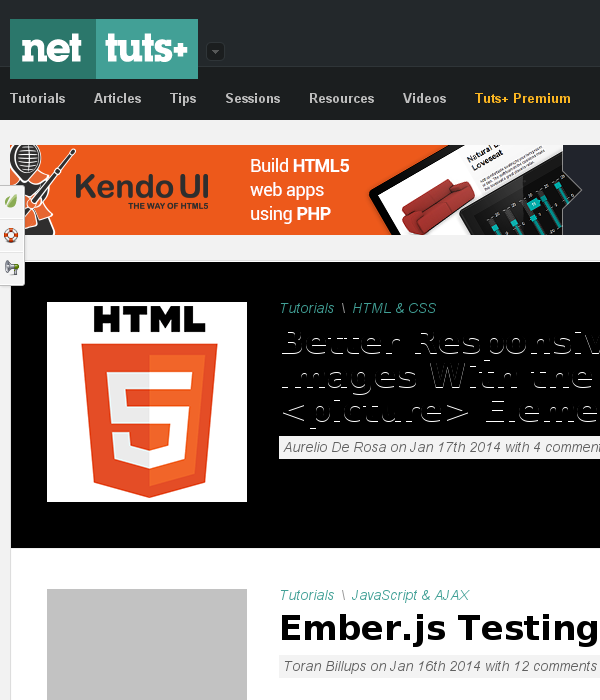 net tuts+
Tutorials Articles Tips Sessions Resources Videos Tuts+ Premium
Kendo UI
THE WAY OF HTML5
Build HTML5
web apps
using PHP
Natural
Loveseat
HTML
5
Tutorials \ HTML & CSS
Better Responsiv
Images With the
<picture> Eleme
Aurelio De Rosa on Jan 17th 2014 with 4 comment
Tutorials \ JavaScript & AJAX
Ember.js Testing
Toran Billups on Jan 16th 2014 with 12 comments